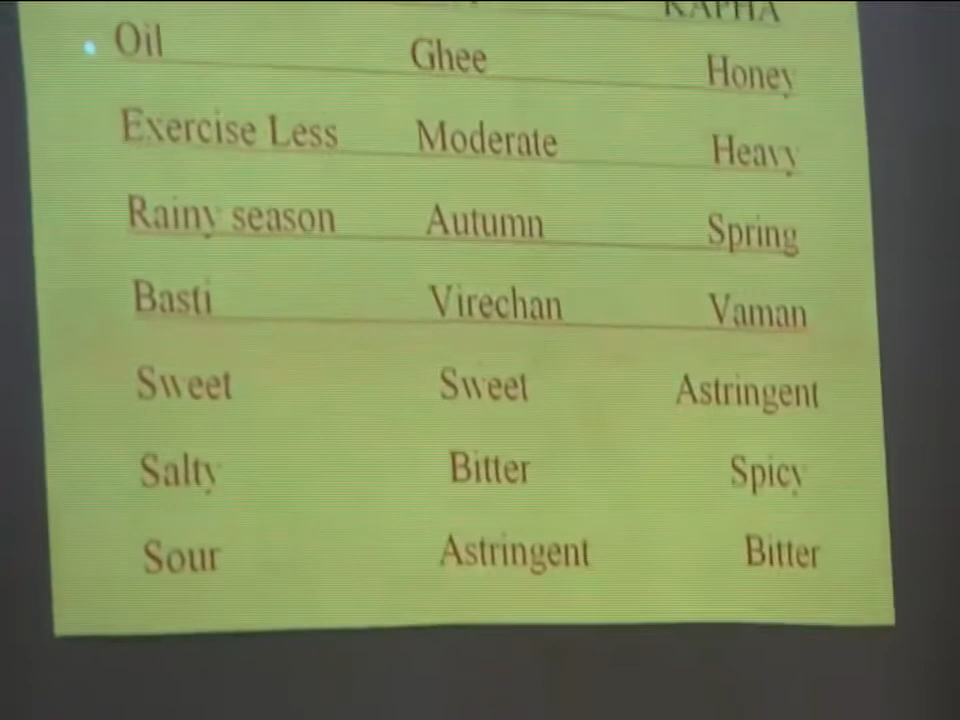 KAPHA
Oil Ghee Honey
Exercise Less Moderate Heavy
Rainy season Autumn Spring
Basti Virechan Vaman
Sweet Sweet Astringent
Salty Bitter Spicy
Sour Astringent Bitter